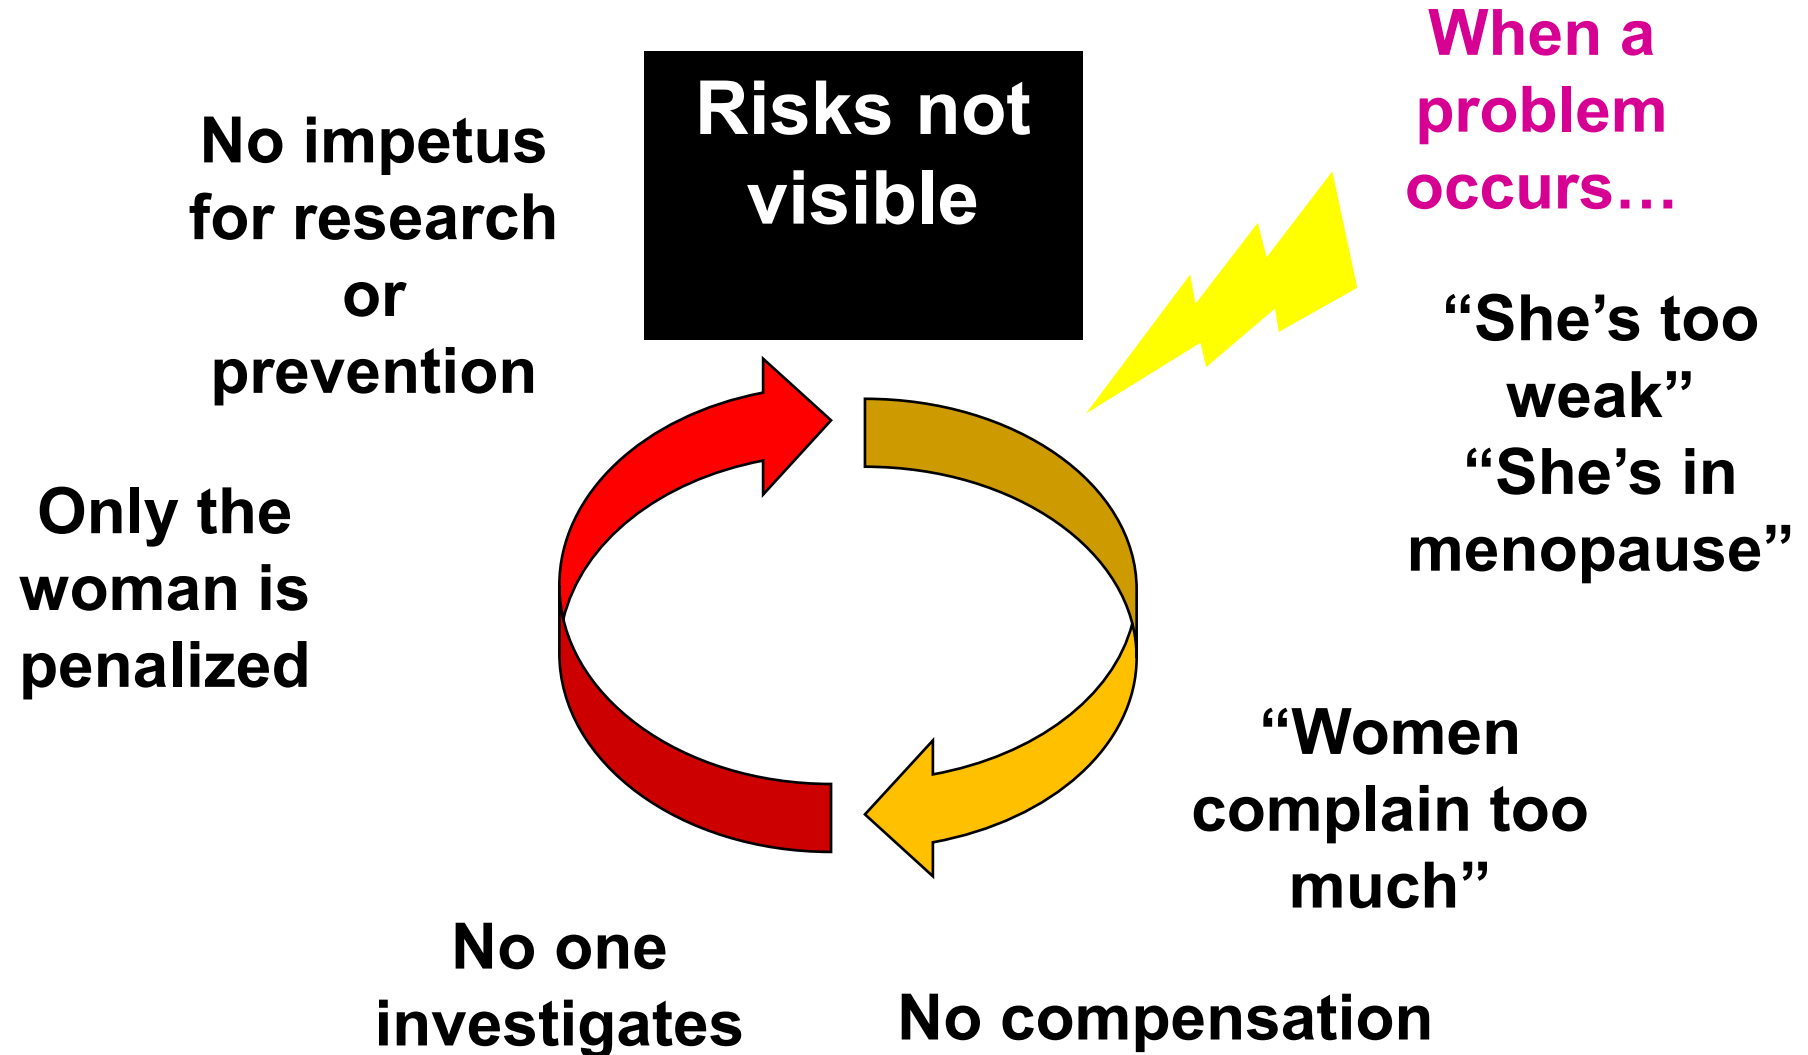 Risks not
visible
When a
problem
occurs…
“She’s too
weak”
“She’s in
menopause”
“Women
complain too
much”
No compensation
No one
investigates
Only the
woman is
penalized
No impetus
for research
or
prevention